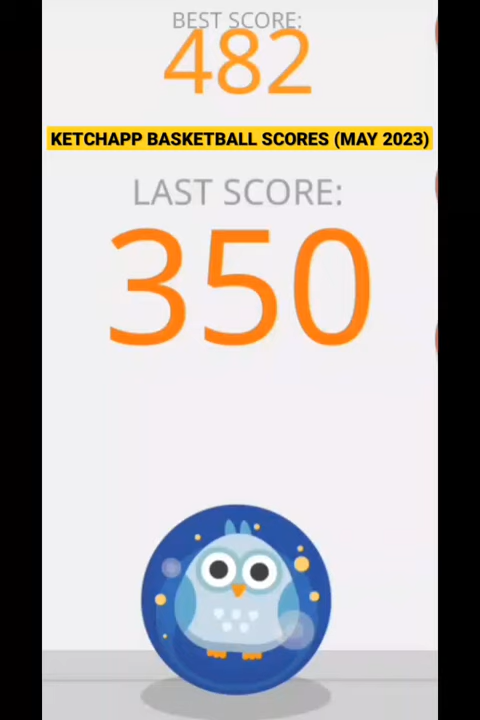 BEST SCORE:
482
KETCHAPP BASKETBALL SCORES (MAY 2023)
LAST SCORE:
350